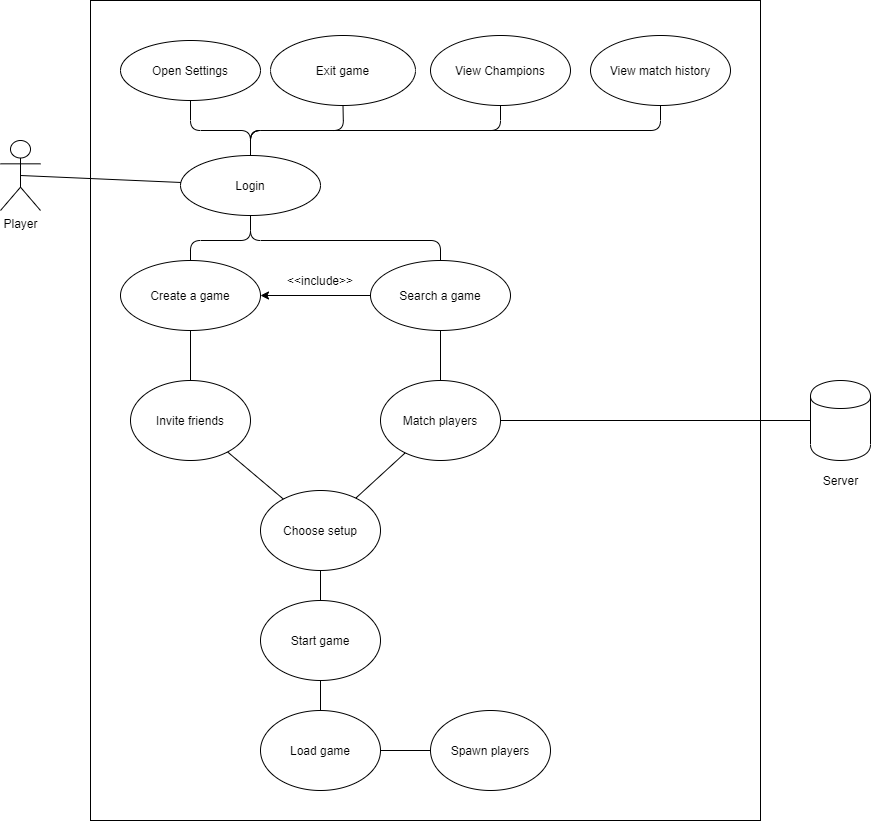 Open Settings
Exit game
View Champions
View match history
Login
Player
<<include>>
Create a game
Search a game
Invite friends
Match players
Server
Choose setup
Start game
Load game
Spawn players